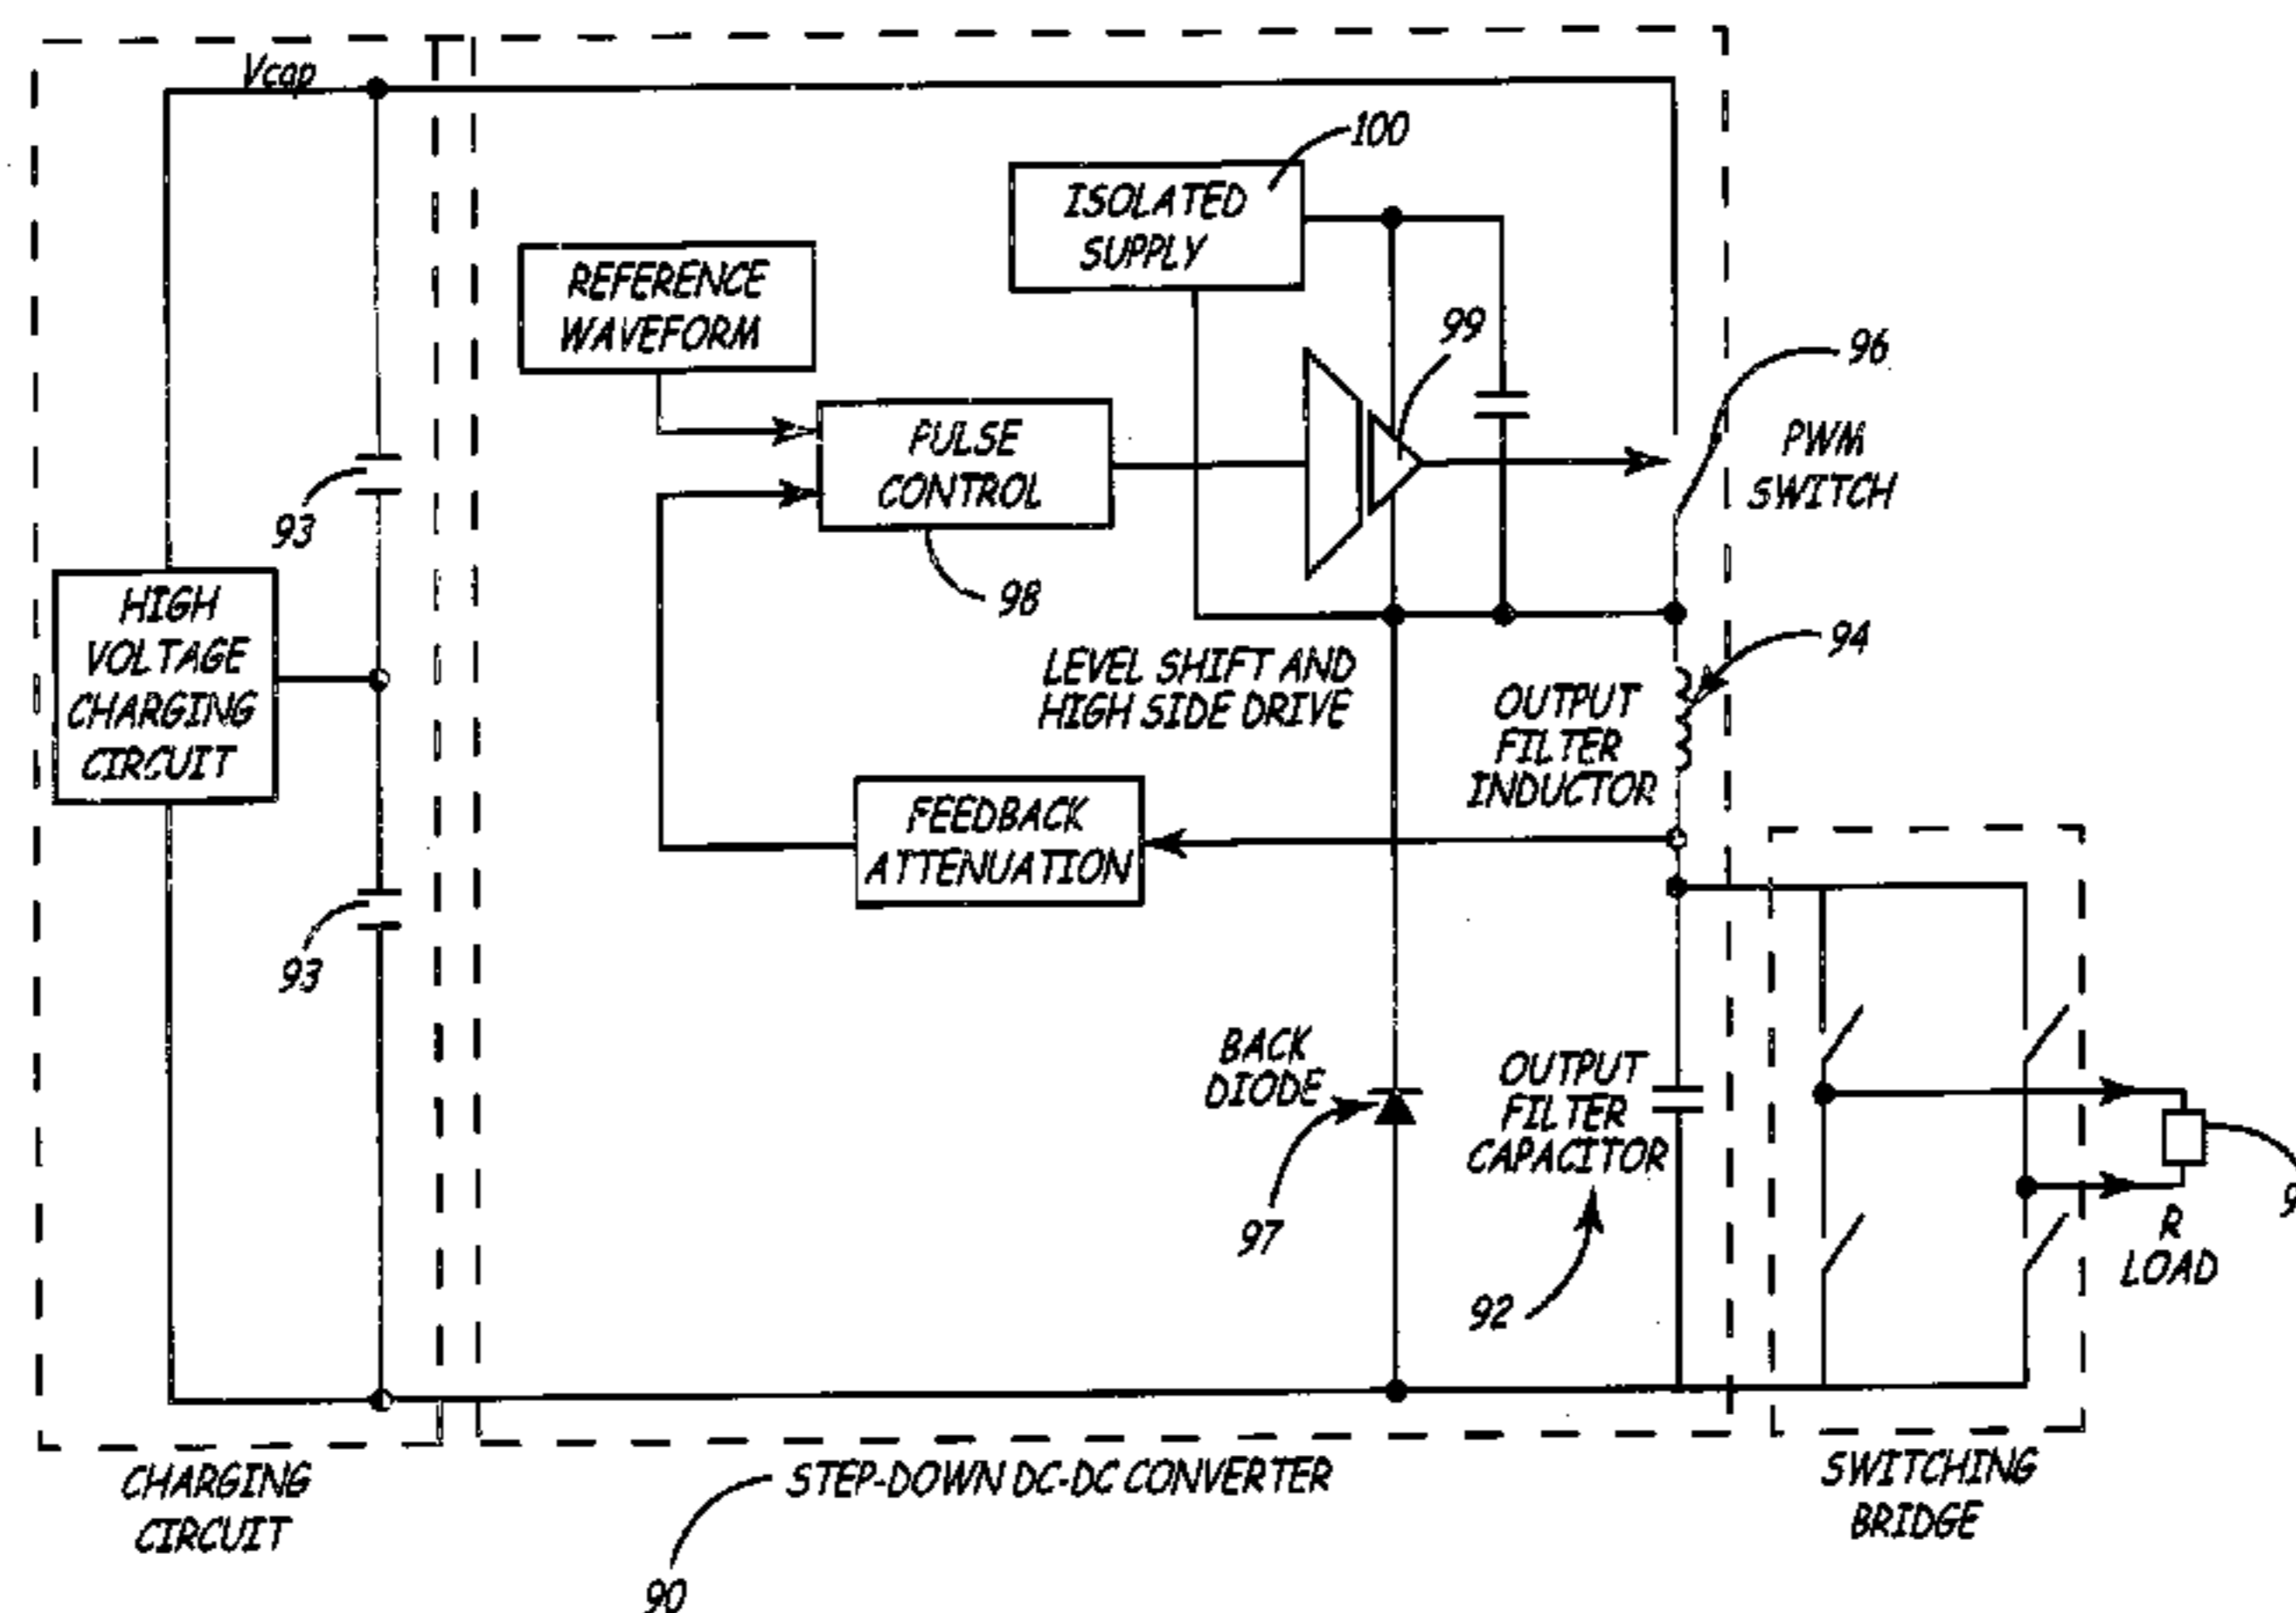 Vcap
100
ISOLATED
SUPPLY
REFERENCE
WAVEFORM
99
96
PULSE
CONTROL
PWM
SWITCH
93
98
HIGH
VOLTAGE
CHARGING
CIRCUIT
94
LEVEL SHIFT AND
HIGH SIDE DRIVE
OUTPUT
FILTER
INDUCTOR
FEEDBACK
ATTENUATION
93
BACK
DIODE
OUTPUT
FILTER
CAPACITOR
97
92
R
LOAD
CHARGING
CIRCUIT
STEP-DOWN DC-DC CONVERTER
SWITCHING
BRIDGE
90